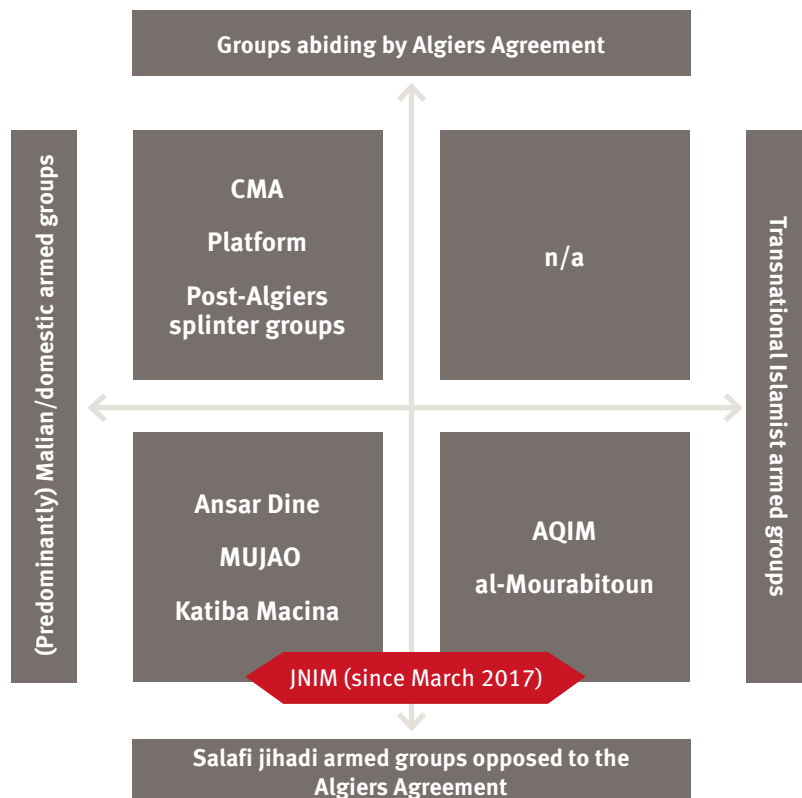 Groups abiding by Algiers Agreement
(Predominantly) Malian/domestic armed groups
CMA
Platform
Post-Algiers
splinter groups
n/a
Transnational Islamist armed groups
Ansar Dine
MUJAO
Katiba Macina
AQIM
al-Mourabitoun
JNIM (since March 2017)
Salafi jihadi armed groups opposed to the
Algiers Agreement